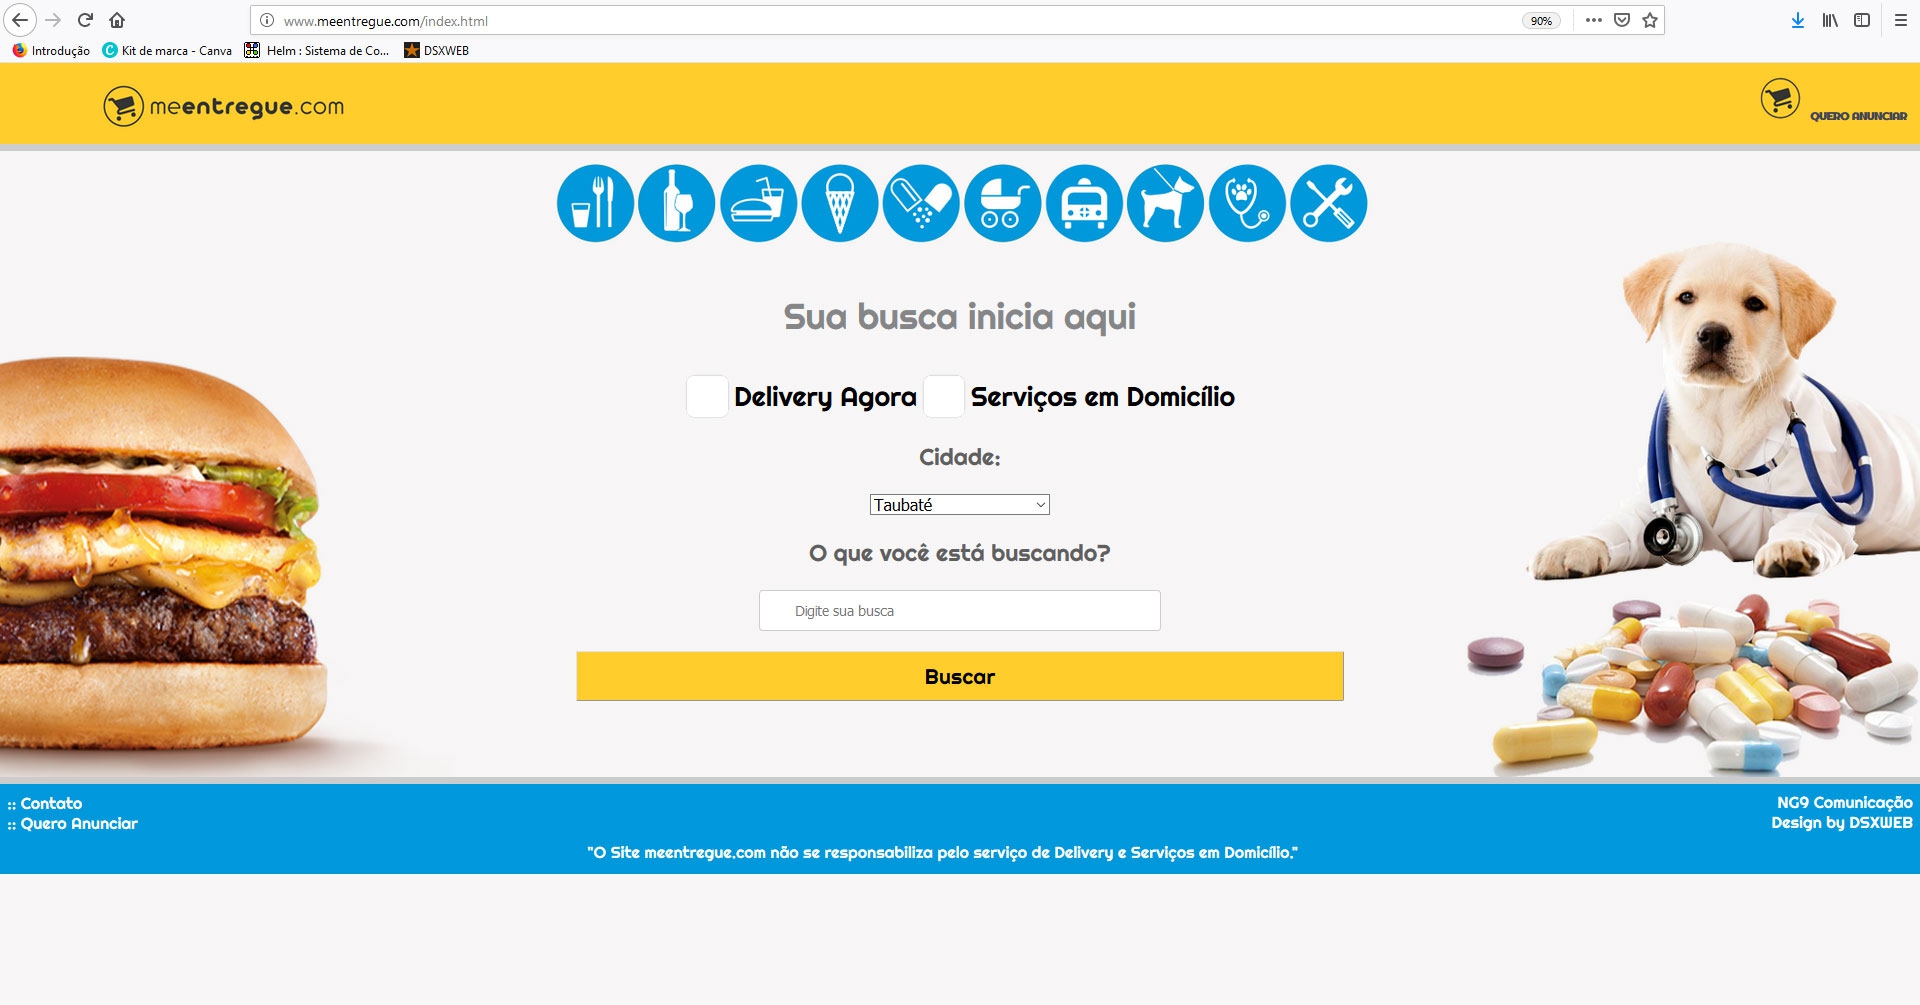 www.meentregue.com/index.html
90%
Introdução
Kit de marca - Canva
Helm : Sistema de Co...
DSXWEB
meentregue.com
QUERO ANUNCIAR
Sua busca inicia aqui
Delivery Agora Serviços em Domicílio
Cidade:
Taubaté
O que você está buscando?
Digite sua busca
Buscar
:: Contato
:: Quero Anunciar
NG9 Comunicação
Design by DSXWEB
"O Site meentregue.com não se responsabiliza pelo serviço de Delivery e Serviços em Domicílio."